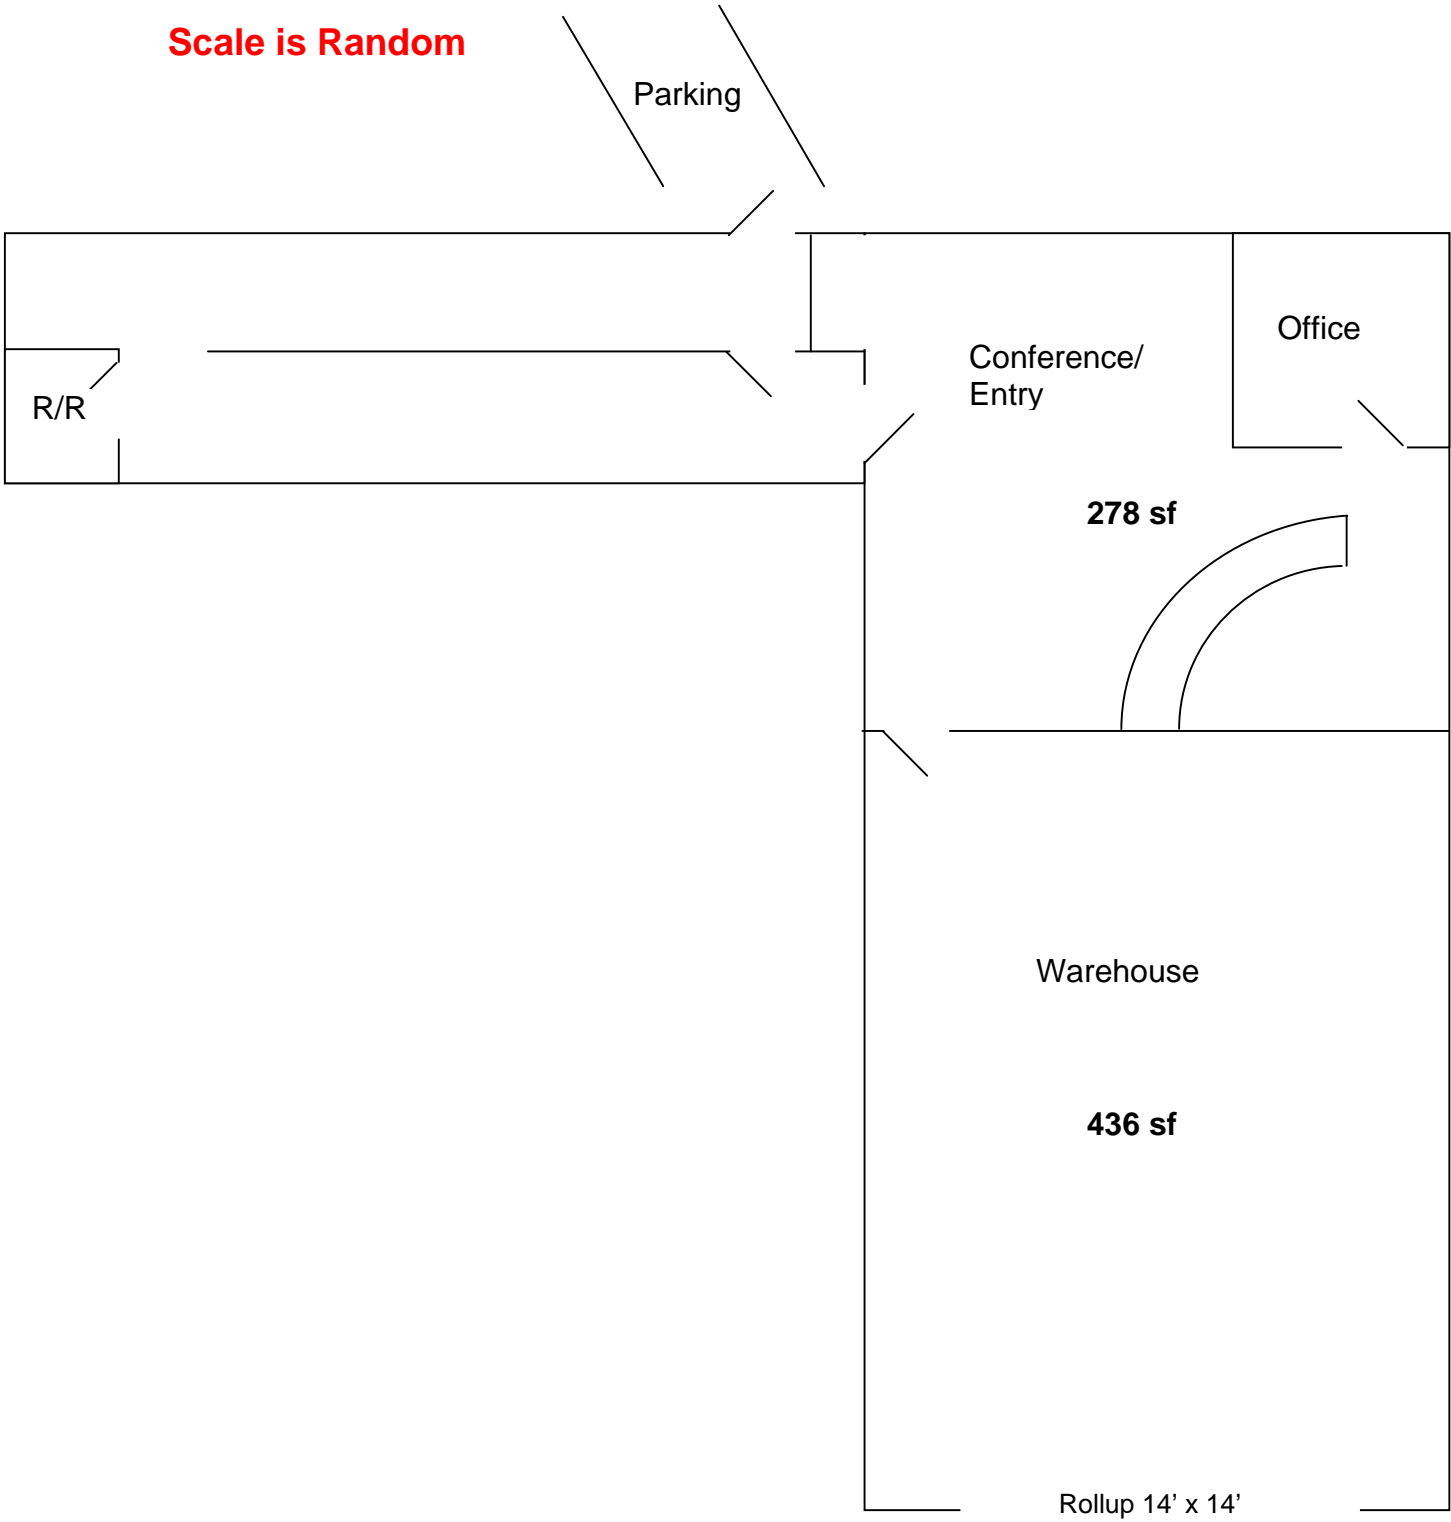 Scale is Random
Parking
Office
Conference/
Entry
R/R
278 sf
Warehouse
436 sf
Rollup 14’ x 14’